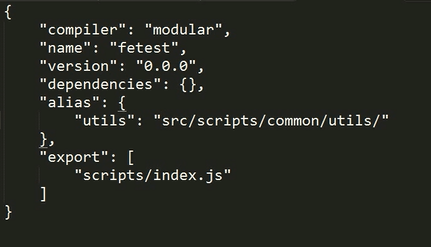 {
    "compiler": "modular",
    "name": "fetest",
    "version": "0.0.0",
    "dependencies": {},
    "alias": {
        "utils": "src/scripts/common/utils/"
    },
    "export": [
        "scripts/index.js"
    ]
}